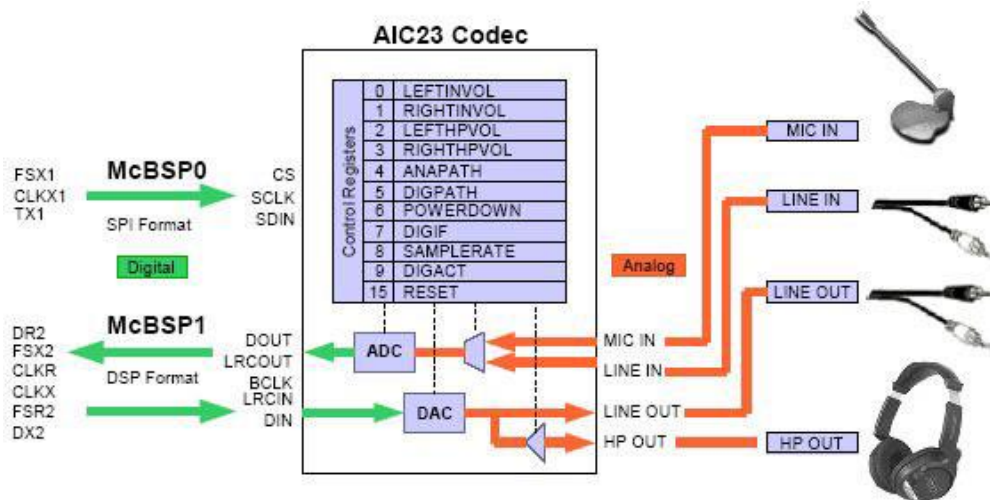 AIC23 Codec
Control Registers
0 LEFTINVOL
1 RIGHTINVOL
2 LEFTHPVOL
3 RIGHTHPVOL
4 ANAPATH
5 DIGPATH
6 POWERDOWN
7 DIGIF
8 SAMPLERATE
9 DIGACT
15 RESET
McBSP0
FSX1
CLKX1
TX1
SPI Format
CS
SCLK
SDIN
Digital
McBSP1
DR2
FSX2
CLKR
CLKX
FSR2
DX2
DSP Format
DOUT
LRCOUT
BCLK
LRCIN
DIN
ADC
DAC
Analog
MIC IN
LINE IN
LINE OUT
HP OUT
MIC IN
LINE IN
LINE OUT
HP OUT